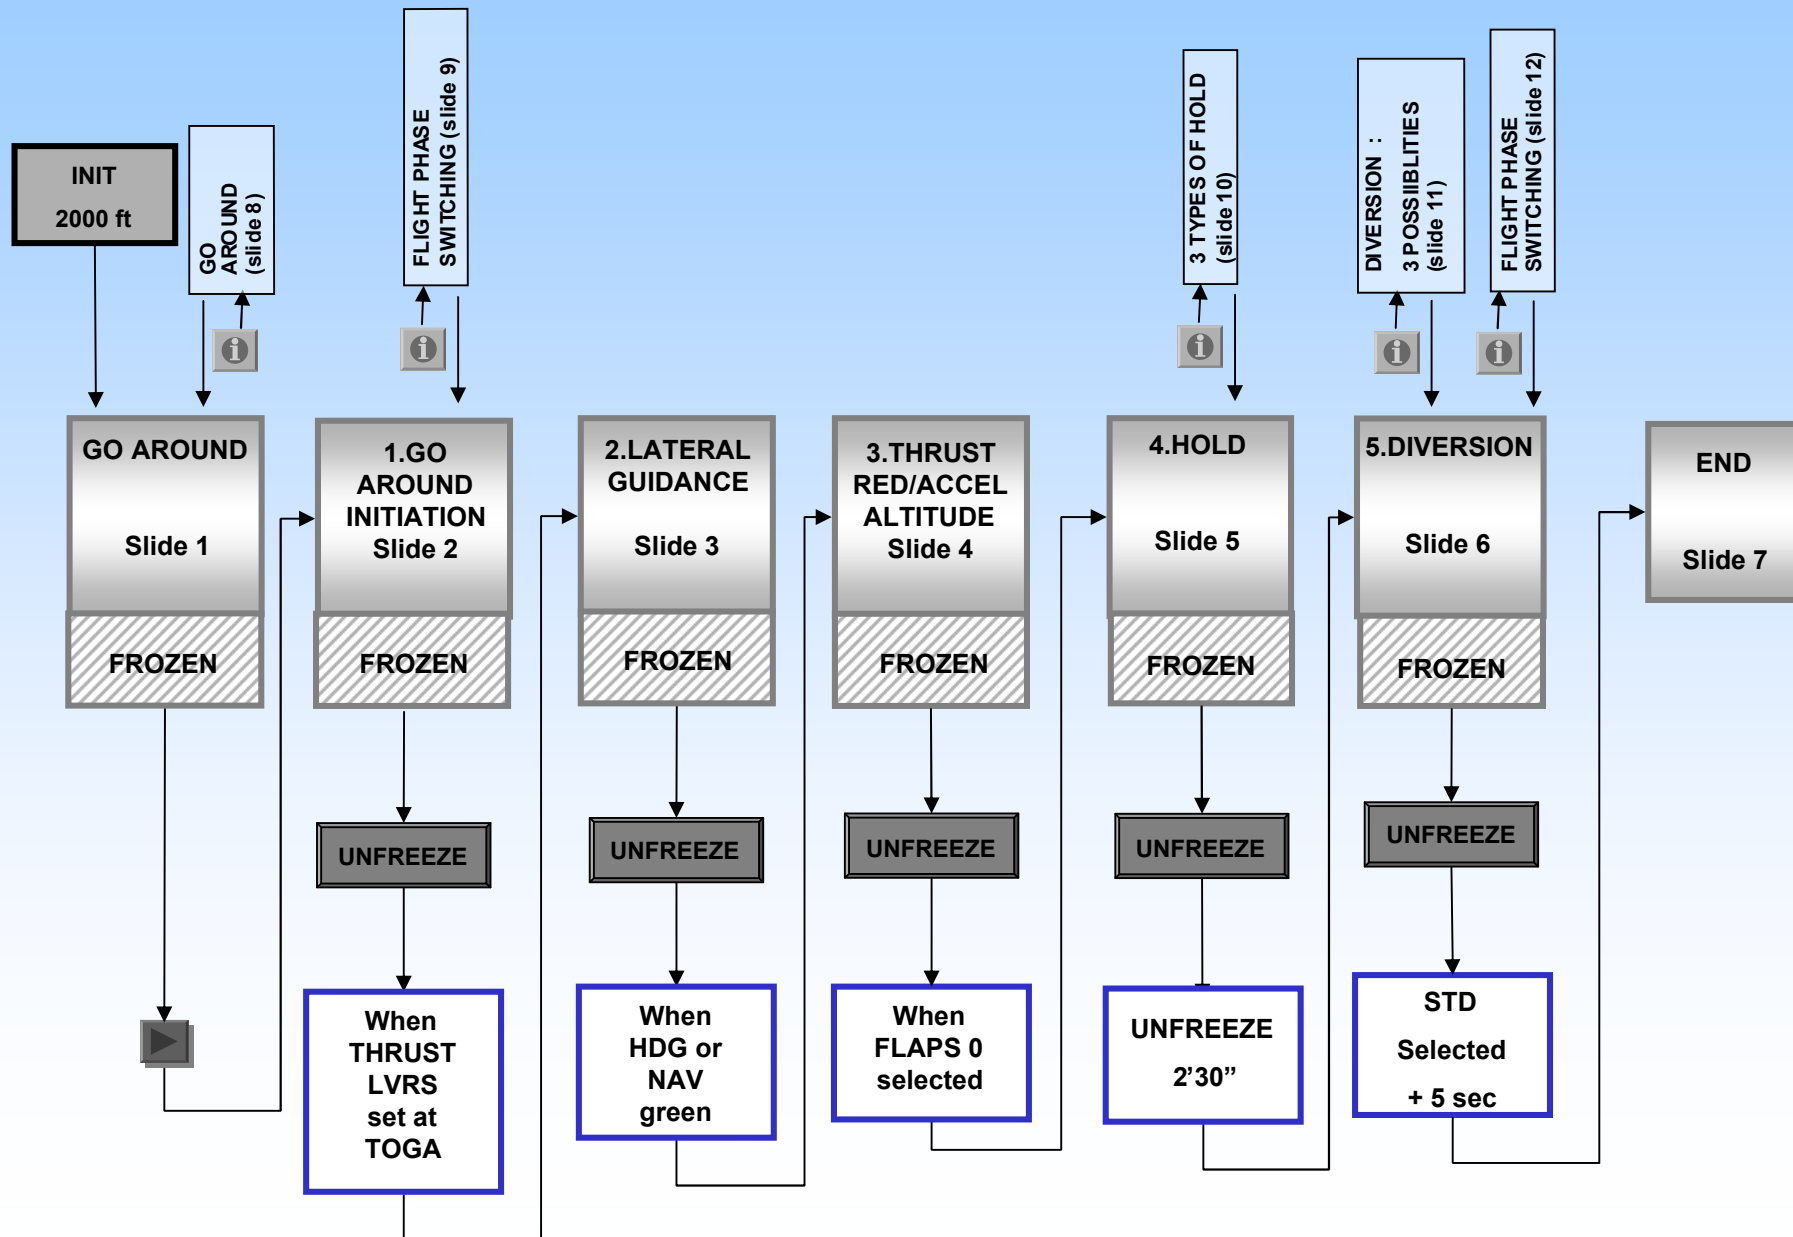 INIT
2000 ft
GO
AROUND
(slide 8)
FLIGHT PHASE
SWITCHING (slide 9)
3 TYPES OF HOLD
(slide 10)
DIVERSION :
3 POSSIIBLITIES
(slide 11)
FLIGHT PHASE
SWITCHING (slide 12)
GO AROUND
Slide 1
FROZEN
1.GO
AROUND
INITIATION
Slide 2
FROZEN
UNFREEZE
When
THRUST
LVRS
set at
TOGA
2.LATERAL
GUIDANCE
Slide 3
FROZEN
UNFREEZE
When
HDG or
NAV
green
3.THRUST
RED/ACCEL
ALTITUDE
Slide 4
FROZEN
UNFREEZE
When
FLAPS 0
selected
4.HOLD
Slide 5
FROZEN
UNFREEZE
UNFREEZE
2’30”
5.DIVERSION
Slide 6
FROZEN
UNFREEZE
STD
Selected
+ 5 sec
END
Slide 7